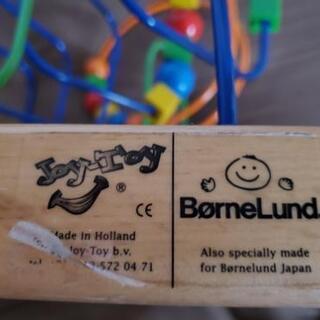 Joy-Toy
®
CE
Made in Holland
Joy-Toy b.v.
572 04 71
BørneLund®
Also specially made
for Børnelund Japan